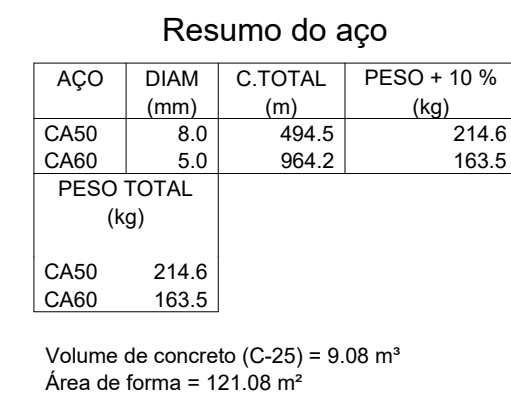 Resumo do aço
AÇO DIAM C.TOTAL PESO + 10 %
(mm) (m) (kg)
CA50 8.0 494.5 214.6
CA60 5.0 964.2 163.5
PESO TOTAL
(kg)
CA50 214.6
CA60 163.5
Volume de concreto (C-25) = 9.08 m³
Área de forma = 121.08 m²